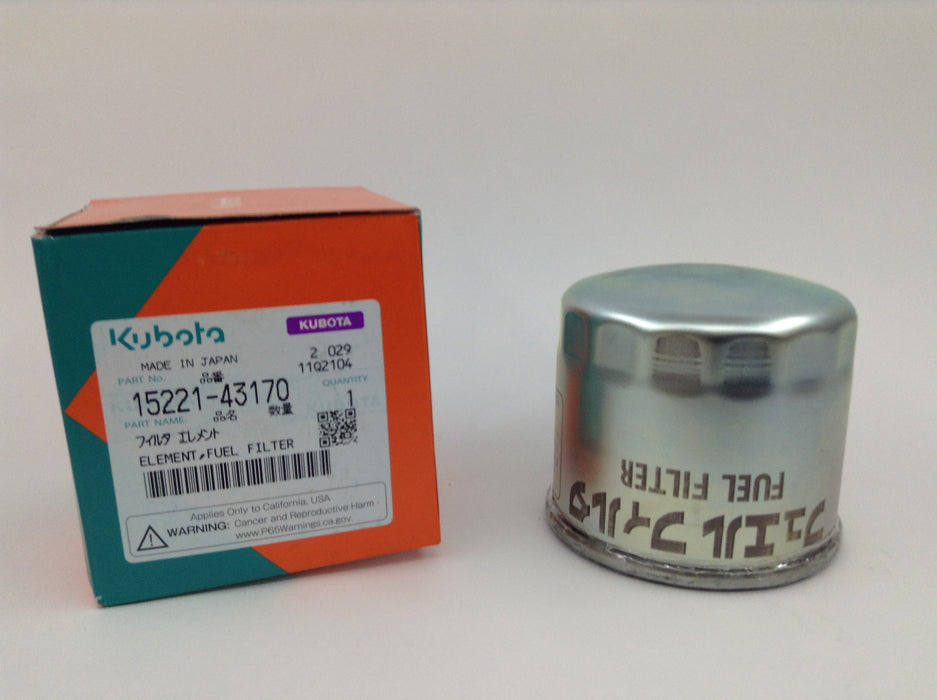 Kubota
KUBOTA
MADE IN JAPAN
2 029
11Q2104
PART No. 品番
QUANTITY
15221-43170
1
PART NAME 品名 数量
フイルタ エレメント
ELEMENT,FUEL FILTER
Applies Only to California, USA
WARNING: Cancer and Reproductive Harm -
www.P65Warnings.ca.gov.
フュエル フィルタ
FUEL FILTER